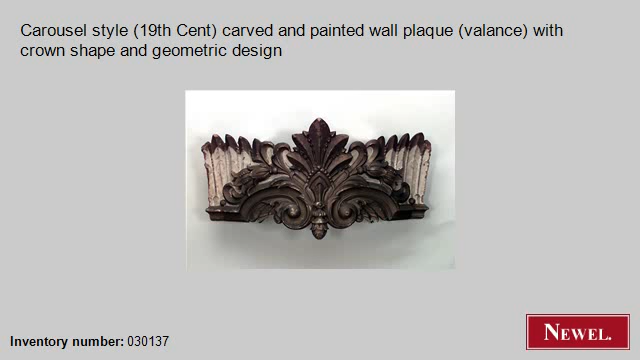 Carousel style (19th Cent) carved and painted wall plaque (valance) with
crown shape and geometric design
Inventory number: 030137
NEWEL.